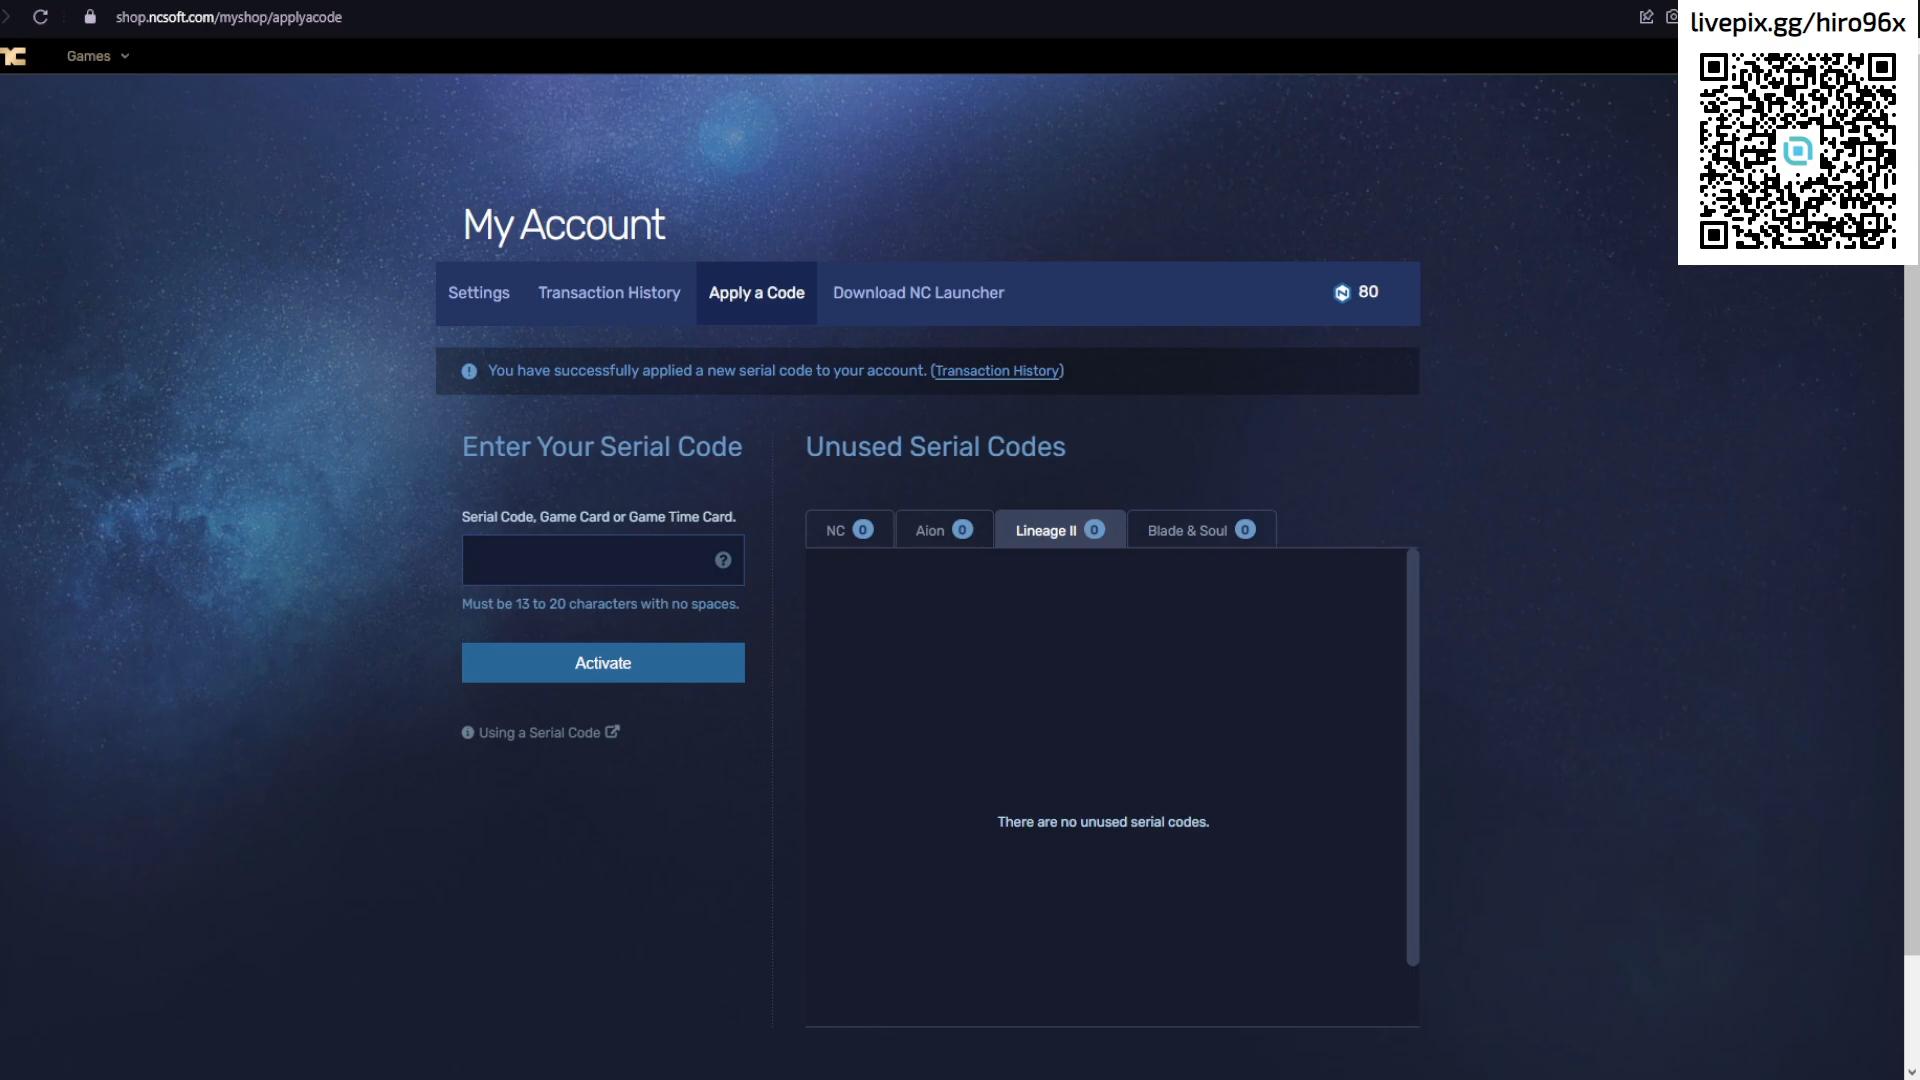 shop.ncsoft.com/myshop/applyacode
livepix.gg/hiro96x
NC
Games
My Account
Settings
Transaction History
Apply a Code
Download NC Launcher
80
You have successfully applied a new serial code to your account. (Transaction History)
Enter Your Serial Code
Serial Code, Game Card or Game Time Card.
Must be 13 to 20 characters with no spaces.
Activate
Using a Serial Code
Unused Serial Codes
NC 0
Aion 0
Lineage II 0
Blade & Soul 0
There are no unused serial codes.